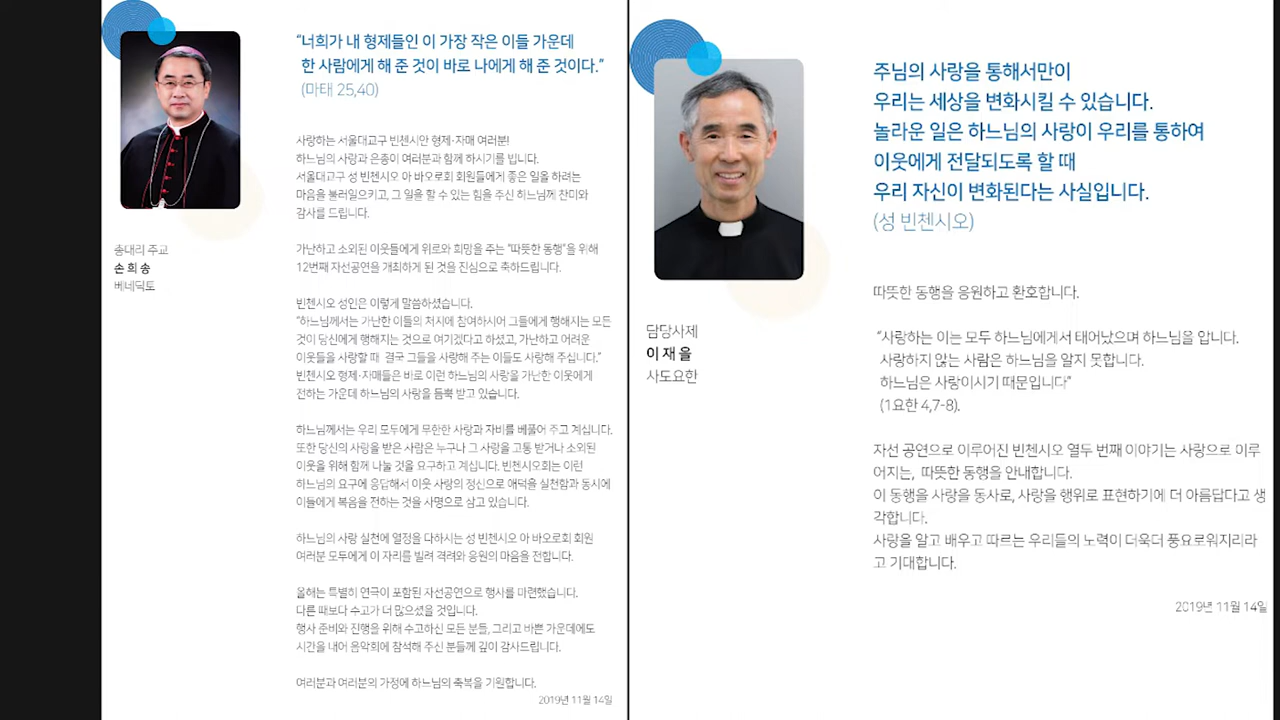 “너희가 내 형제들인 이 가장 작은 이들 가운데
한 사람에게 해 준 것이 바로 나에게 해 준 것이다.”
(마태 25,40)
사랑하는 서울대교구 빈첸시안 형제·자매 여러분!
하느님의 사랑과 은총이 여러분과 함께 하시기를 빕니다.
서울대교구 성 빈첸시오 아 바오로회 회원들에게 좋은 일을 하려는
마음을 불러일으키고, 그 일을 할 수 있는 힘을 주신 하느님께 찬미와
감사를 드립니다.
가난하고 소외된 이웃들에게 위로와 희망을 주는 “따뜻한 동행”을 위해
12번째 자선공연을 개최하게 된 것을 진심으로 축하드립니다.
빈첸시오 성인은 이렇게 말씀하셨습니다.
“하느님께서는 가난한 이들의 처지에 참여하시어 그들에게 행해지는 모든
것이 당신에게 행해지는 것으로 여기겠다고 하셨고, 가난하고 어려운
이웃들을 사랑할 때 결국 그들을 사랑해 주는 이들도 사랑해 주십니다.”
빈첸시오 형제·자매들은 바로 이런 하느님의 사랑을 가난한 이웃에게
전하는 가운데 하느님의 사랑을 듬뿍 받고 있습니다.
하느님께서는 우리 모두에게 무한한 사랑과 자비를 베풀어 주고 계십니다.
또한 당신의 사랑을 받은 사람은 누구나 그 사랑을 고통 받거나 소외된
이웃을 위해 함께 나눌 것을 요구하고 계십니다. 빈첸시오회는 이런
하느님의 요구에 응답해서 이웃 사랑의 정신으로 애덕을 실천함과 동시에
이들에게 복음을 전하는 것을 사명으로 삼고 있습니다.
하느님의 사랑 실천에 열정을 다하시는 성 빈첸시오 아 바오로회 회원
여러분 모두에게 이 자리를 빌려 격려와 응원의 마음을 전합니다.
올해는 특별히 연극이 포함된 자선공연으로 행사를 마련했습니다.
다른 때보다 수고가 더 많으셨을 것입니다.
행사 준비와 진행을 위해 수고하신 모든 분들, 그리고 바쁜 가운데에도
시간을 내어 음악회에 참석해 주신 분들께 깊이 감사드립니다.
여러분과 여러분의 가정에 하느님의 축복을 기원합니다.
2019년 11월 14일
총대리 주교
손 희 송
베네딕토
주님의 사랑을 통해서만이
우리는 세상을 변화시킬 수 있습니다.
놀라운 일은 하느님의 사랑이 우리를 통하여
이웃에게 전달되도록 할 때
우리 자신이 변화된다는 사실입니다.
(성 빈첸시오)
담당사제
이 재 을
사도요한
따뜻한 동행을 응원하고 환호합니다.
“사랑하는 이는 모두 하느님에게서 태어났으며 하느님을 압니다.
사랑하지 않는 사람은 하느님을 알지 못합니다.
하느님은 사랑이시기 때문입니다”
(1요한 4,7-8).
자선 공연으로 이루어진 빈첸시오 열두 번째 이야기는 사랑으로 이루
어지는, 따뜻한 동행을 안내합니다.
이 동행을 사랑을 동사로, 사랑을 행위로 표현하기에 더 아름답다고 생
각합니다.
사랑을 알고 배우고 따르는 우리들의 노력이 더욱더 풍요로워지리라
고 기대합니다.
2019년 11월 14일